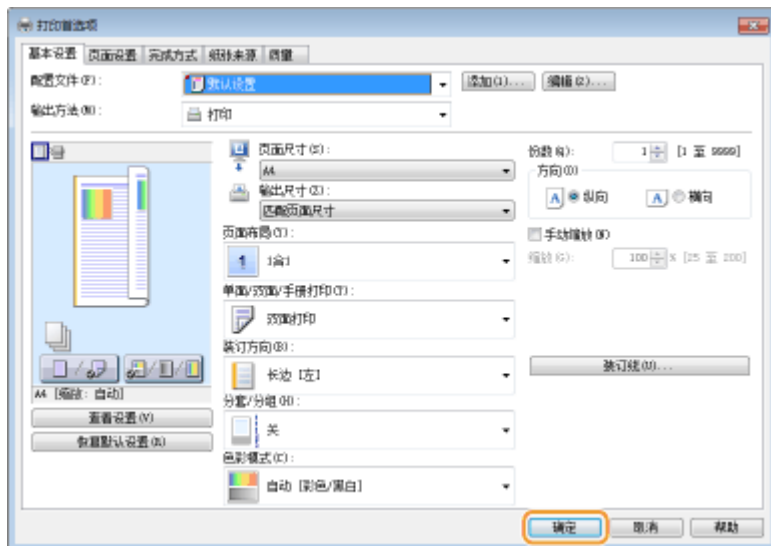 打印首选项
基本设置 页面设置 完成方式 纸张来源 质量
配置文件(F): 默认设置 添加(1)... 编辑(2)...
输出方法(M): 打印
页面尺寸(S): 份数(Q): 1 [1 至 9999]
A4 方向(O)
输出尺寸(Z): A 纵向 A 横向
匹配页面尺寸
页面布局(Y): 手动缩放(W)
1 1合1 缩放(G): 100 % [25 至 200]
单面/双面/手册打印(T):
双面打印
装订方向(B):
长边 [左] 装订线(U)...
A4 [缩放: 自动]
分套/分组(H):
查看设置(V) 关
恢复默认设置(R)
色彩模式(C):
自动 [彩色/黑白]
确定 取消 帮助